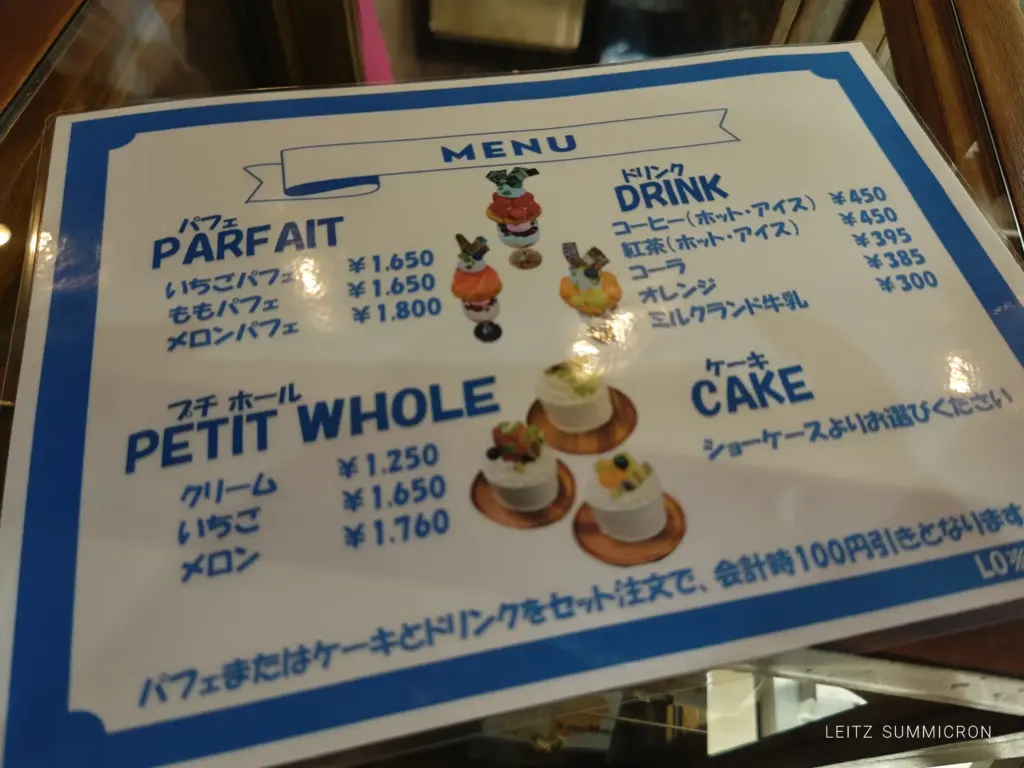 MENU
パフェ
PARFAIT
いちごパフェ ¥1.650
ももパフェ ¥1.650
メロンパフェ ¥1.800
ドリンク
DRINK
コーヒー(ホット・アイス) ¥450
紅茶(ホット・アイス) ¥450
コーラ ¥395
オレンジ ¥385
ミルクランド牛乳 ¥300
プチ ホール
PETIT WHOLE
クリーム ¥1.250
いちご ¥1.650
メロン ¥1.760
ケーキ
CAKE
ショーケースよりお選びください
パフェまたはケーキとドリンクをセット注文で、会計時100円引きとなります
LEITZ SUMMICRON